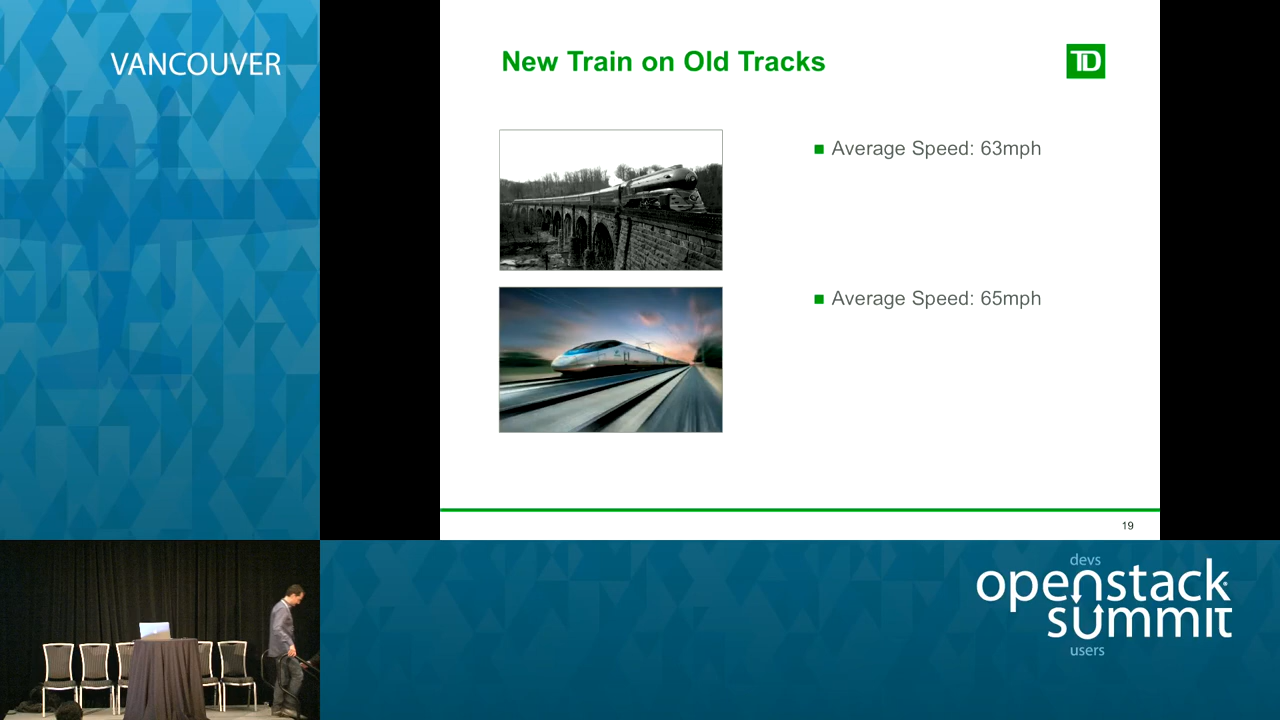 VANCOUVER
New Train on Old Tracks
TD
Average Speed: 63mph
Average Speed: 65mph
19
devs
openstack
summit
users